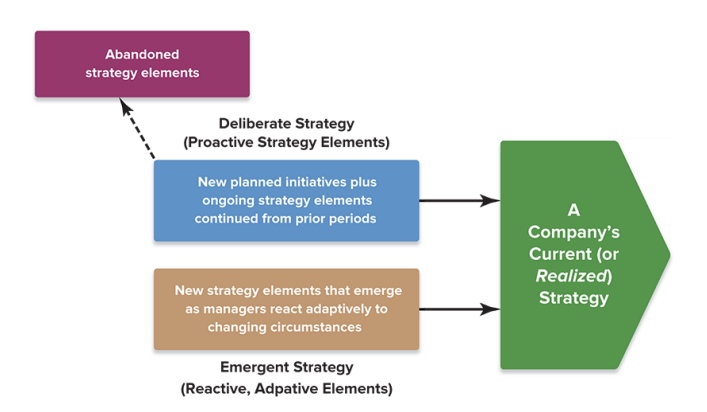 Abandoned
strategy elements
Deliberate Strategy
(Proactive Strategy Elements)
New planned initiatives plus
ongoing strategy elements
continued from prior periods
A
Company’s
Current (or
Realized)
Strategy
New strategy elements that emerge
as managers react adaptively to
changing circumstances
Emergent Strategy
(Reactive, Adpative Elements)